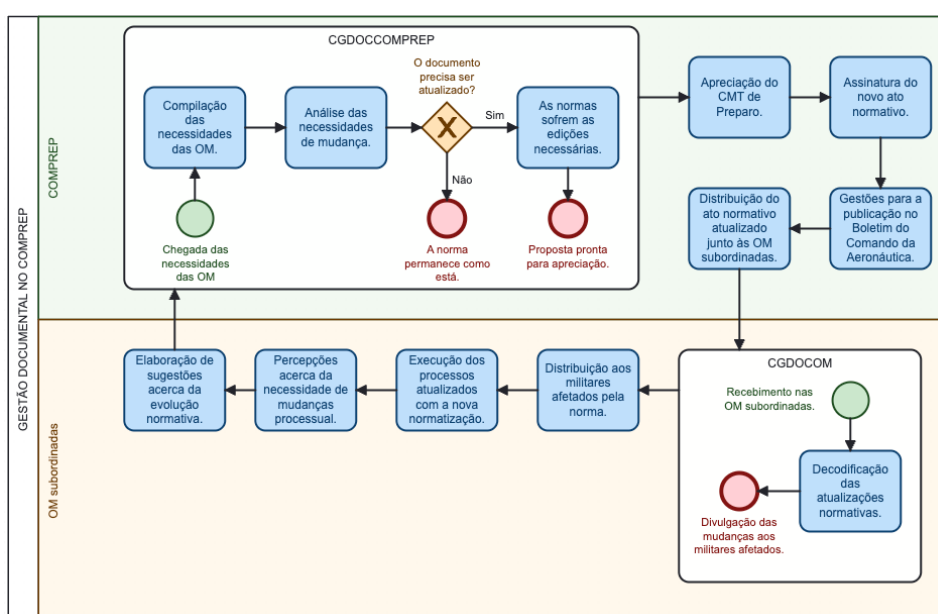 GESTÃO DOCUMENTAL NO COMPREP
COMPREP
CGDOCCOMPREP
O documento
precisa ser
atualizado?
Compilação
das
necessidades
das OM.
Análise das
necessidades
de mudança.
Sim
As normas
sofrem as
edições
necessárias.
Não
Chegada das
necessidades
das OM
A norma
permanece como
está.
Proposta pronta
para apreciação.
Apreciação do
CMT de
Preparo.
Assinatura do
novo ato
normativo.
Distribuição do
ato normativo
atualizado
junto às OM
subordinadas.
Gestões para a
publicação no
Boletim do
Comando da
Aeronáutica.
OM subordinadas
Elaboração de
sugestões
acerca da
evolução
normativa.
Percepções
acerca da
necessidade de
mudanças
processual.
Execução dos
processos
atualizados
com a nova
normatização.
Distribuição aos
militares
afetados pela
norma.
CGDOCOM
Recebimento nas
OM subordinadas.
Decodificação
das
atualizações
normativas.
Divulgação das
mudanças aos
militares afetados.